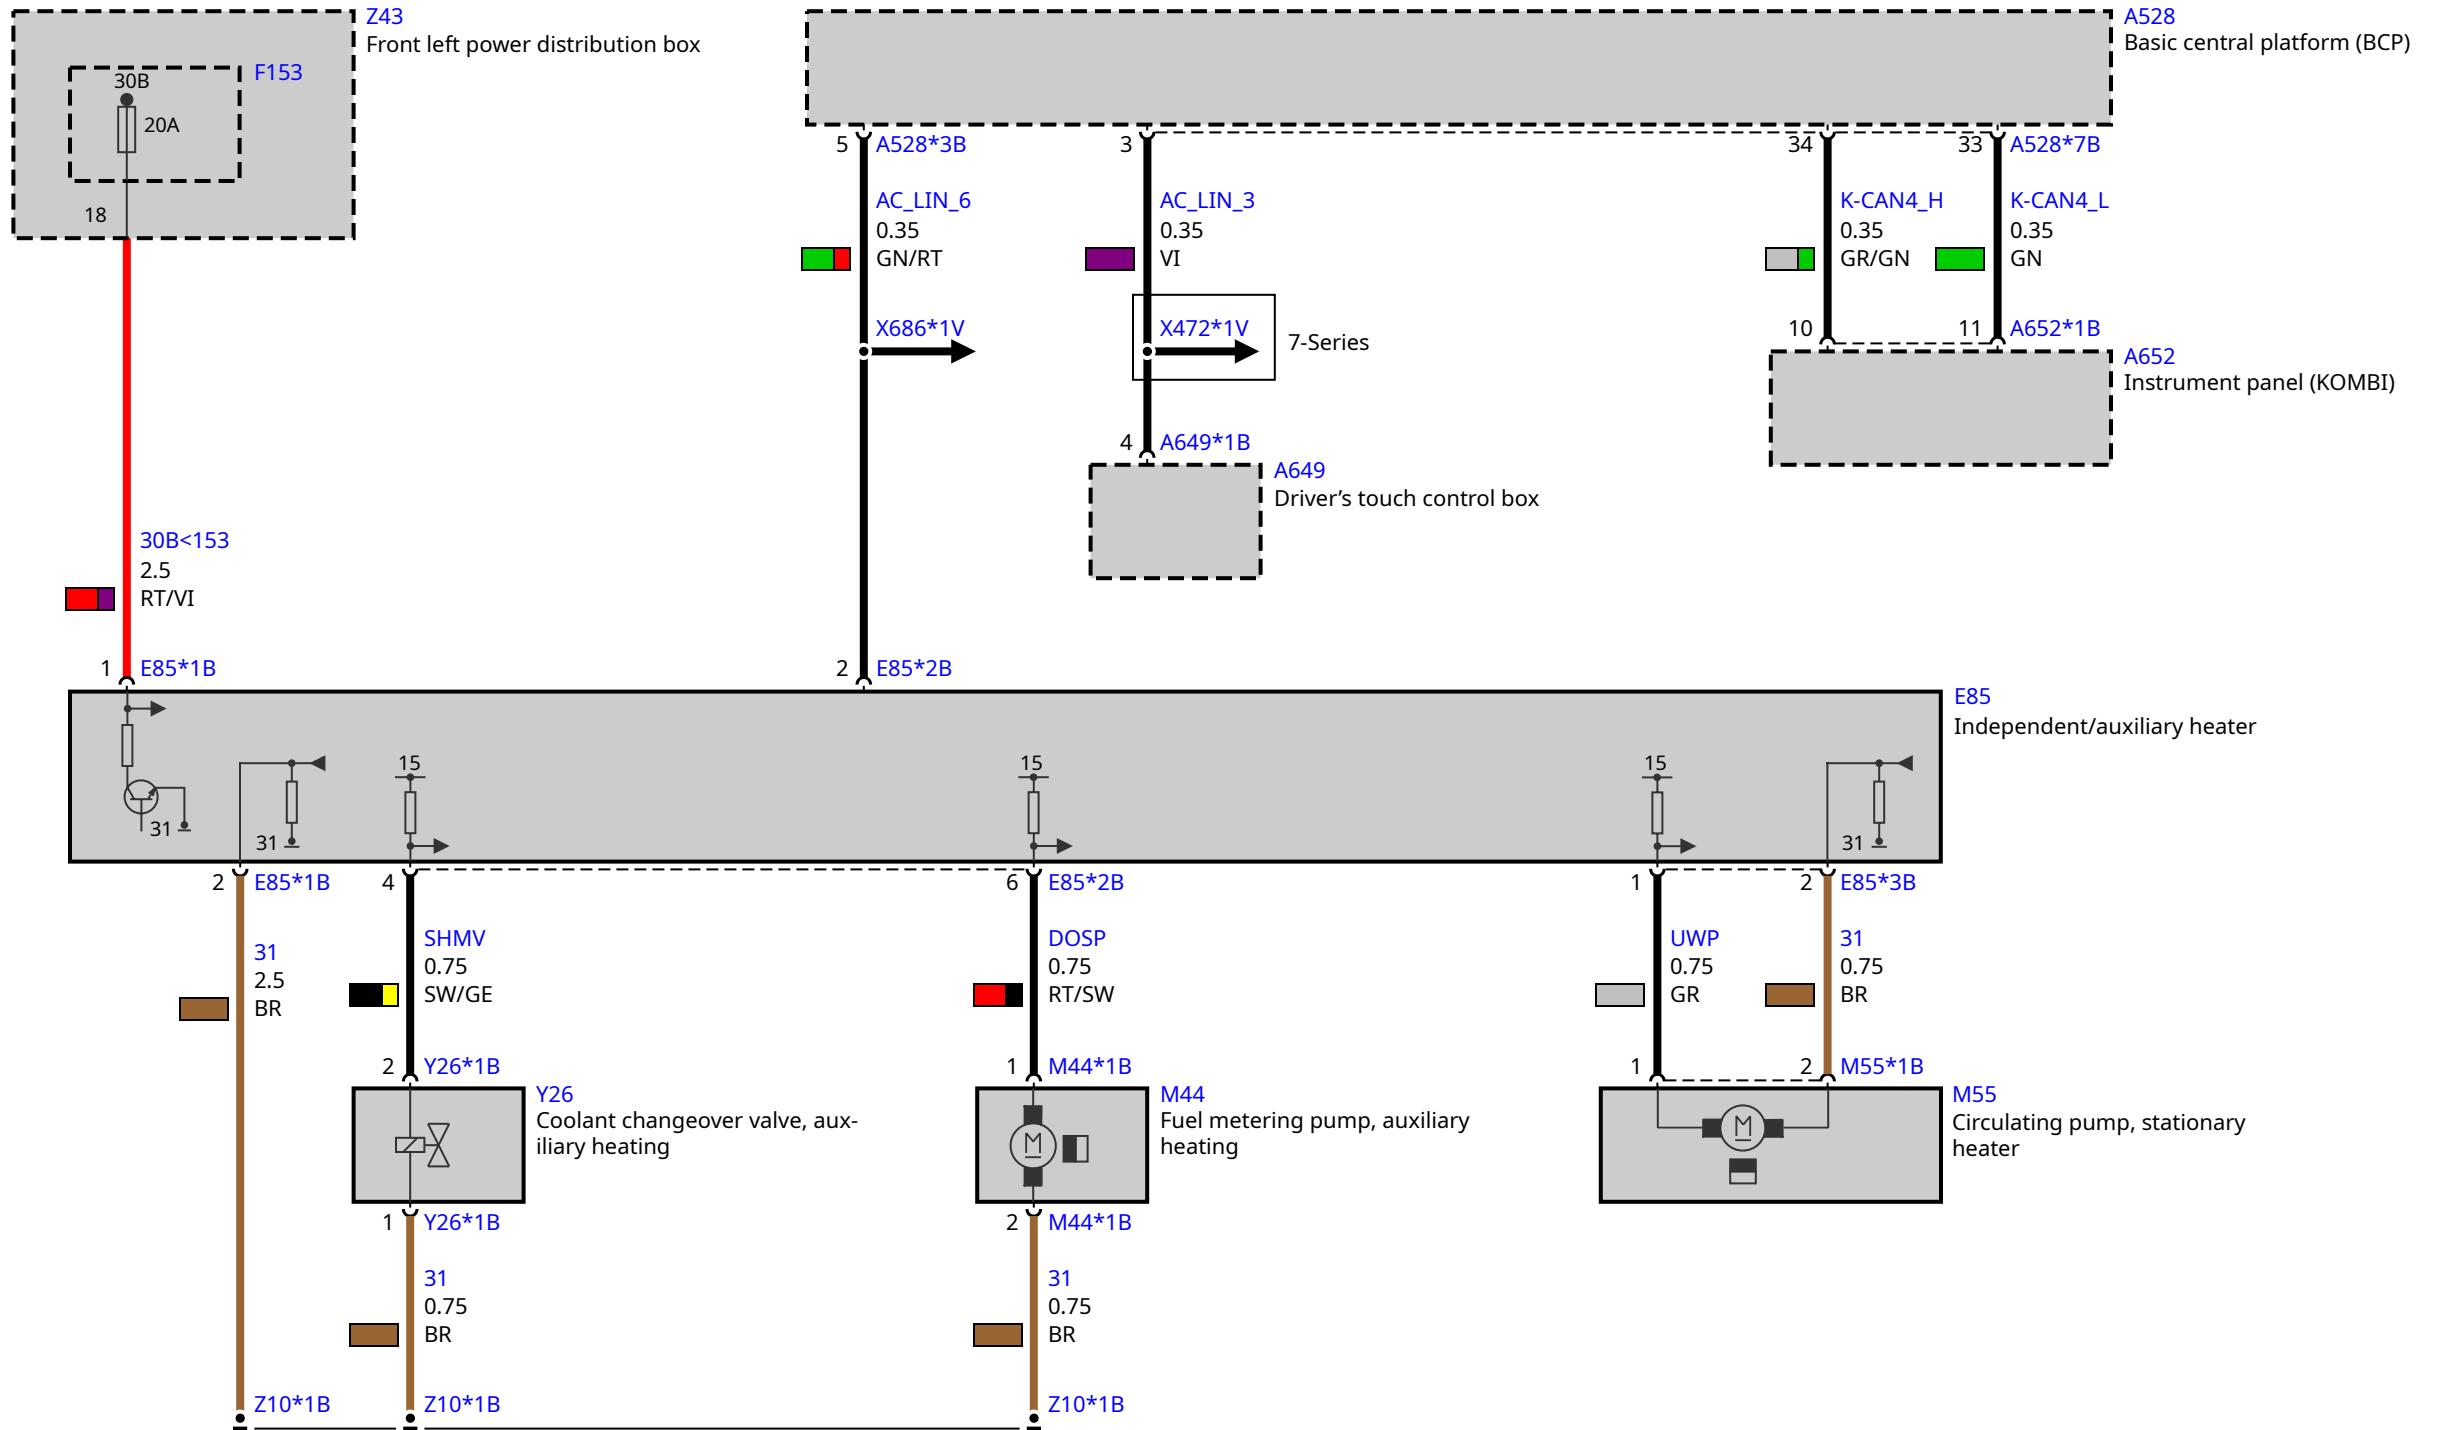 Z43
Front left power distribution box
F153
30B
20A
18
A528
Basic central platform (BCP)
5
A528*3B
3
34
33
A528*7B
AC_LIN_6
0.35
GN/RT
AC_LIN_3
0.35
VI
K-CAN4_H
0.35
GR/GN
K-CAN4_L
0.35
GN
X686*1V
X472*1V
7-Series
10
11
A652*1B
A652
Instrument panel (KOMBI)
4
A649*1B
A649
Driver’s touch control box
30B<153
2.5
RT/VI
1
E85*1B
2
E85*2B
E85
Independent/auxiliary heater
31
31
15
15
15
31
2
E85*1B
4
6
E85*2B
1
2
E85*3B
31
2.5
BR
SHMV
0.75
SW/GE
DOSP
0.75
RT/SW
UWP
0.75
GR
31
0.75
BR
2
Y26*1B
1
M44*1B
1
2
M55*1B
Y26
Coolant changeover valve, aux-
iliary heating
M44
Fuel metering pump, auxiliary
heating
M55
Circulating pump, stationary
heater
M
M
1
Y26*1B
2
M44*1B
31
0.75
BR
31
0.75
BR
Z10*1B
Z10*1B
Z10*1B